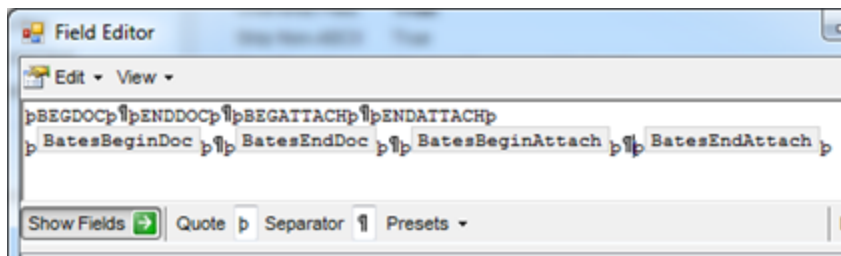 Field Editor
Edit View
þBEGDOCþ¶þENDDOCþ¶þBEGATTACHþ¶þENDATTACHþ
þ BatesBeginDoc þ¶þ BatesEndDoc þ¶þ BatesBeginAttach þ¶þ BatesEndAttach þ
Show Fields Quote þ Separator ¶ Presets